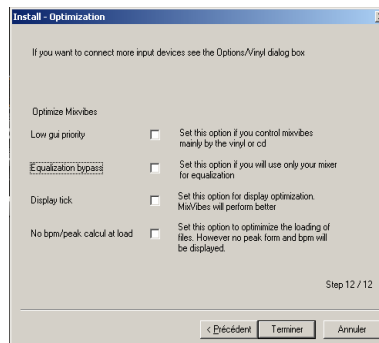 Install - Optimization
If you want to connect more input devices see the Options/Vinyl dialog box
Optimize Mixvibes
Low gui priority
Set this option if you control mixvibes
mainly by the vinyl or cd
Equalization bypass
Set this option if you will use only your mixer
for equalization
Display tick
Set this option for display optimization.
MixVibes will perform better
No bpm/peak calcul at load
Set this option to optimimize the loading of
files. However no peak form and bpm will
be displayed.
Step 12 / 12
< Précédent
Terminer
Annuler